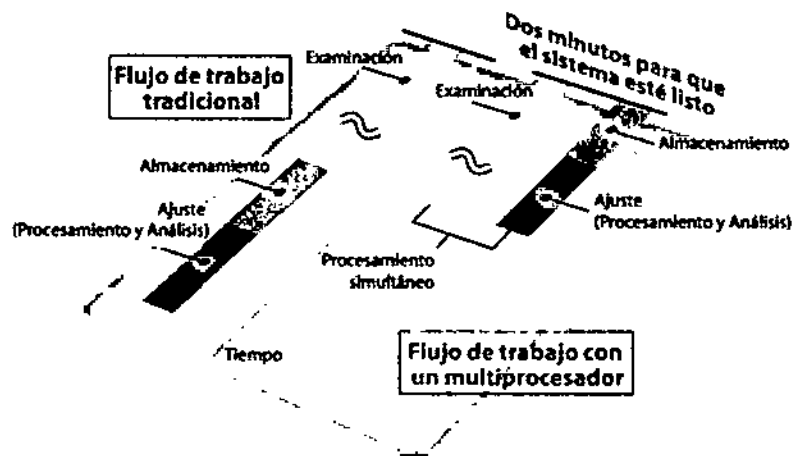 Dos minutos para que
el sistema esté listo
Examinación
Flujo de trabajo
tradicional
Examinación
Almacenamiento
Almacenamiento
Ajuste
(Procesamiento y Análisis)
Ajuste
(Procesamiento y Análisis)
Procesamiento
simultáneo
Tiempo
Flujo de trabajo con
un multiprocesador